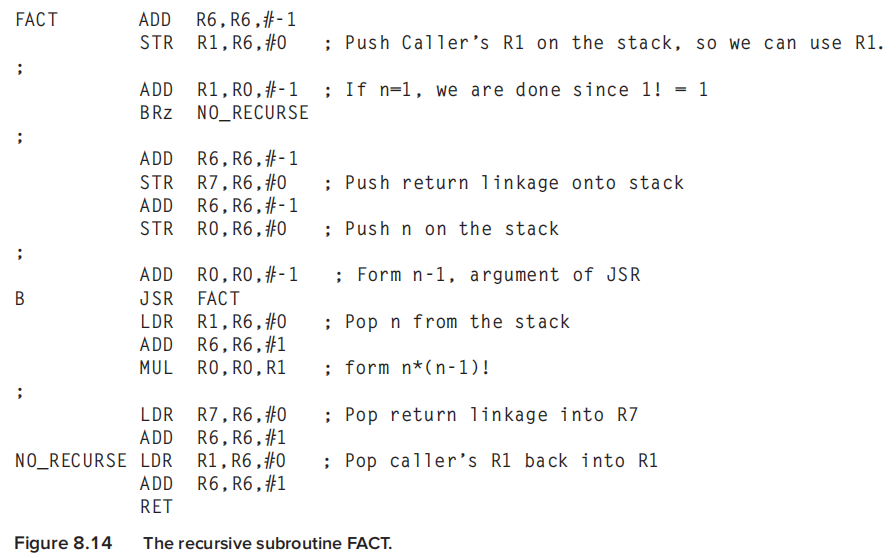 FACT ADD R6,R6,#-1
STR R1,R6,#0 ; Push Caller’s R1 on the stack, so we can use R1.
;
ADD R1,R0,#-1 ; If n=1, we are done since 1! = 1
BRz NO_RECURSE
;
ADD R6,R6,#-1
STR R7,R6,#0 ; Push return linkage onto stack
ADD R6,R6,#-1
STR R0,R6,#0 ; Push n on the stack
;
ADD R0,R0,#-1 ; Form n-1, argument of JSR
B JSR FACT
LDR R1,R6,#0 ; Pop n from the stack
ADD R6,R6,#1
MUL R0,R0,R1 ; form n*(n-1)!
;
LDR R7,R6,#0 ; Pop return linkage into R7
ADD R6,R6,#1
NO_RECURSE LDR R1,R6,#0 ; Pop caller’s R1 back into R1
ADD R6,R6,#1
RET
Figure 8.14 The recursive subroutine FACT.